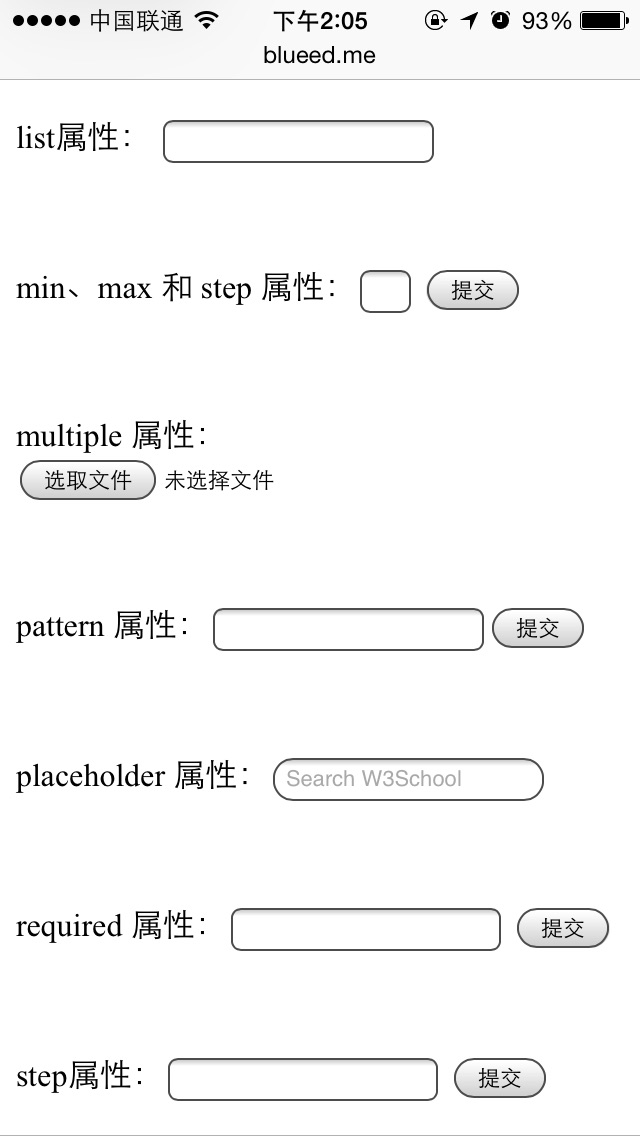 中国联通 下午2:05 93%
blueed.me
list属性：
min、max 和 step 属性： 提交
multiple 属性：
选取文件 未选择文件
pattern 属性： 提交
placeholder 属性： Search W3School
required 属性： 提交
step属性： 提交